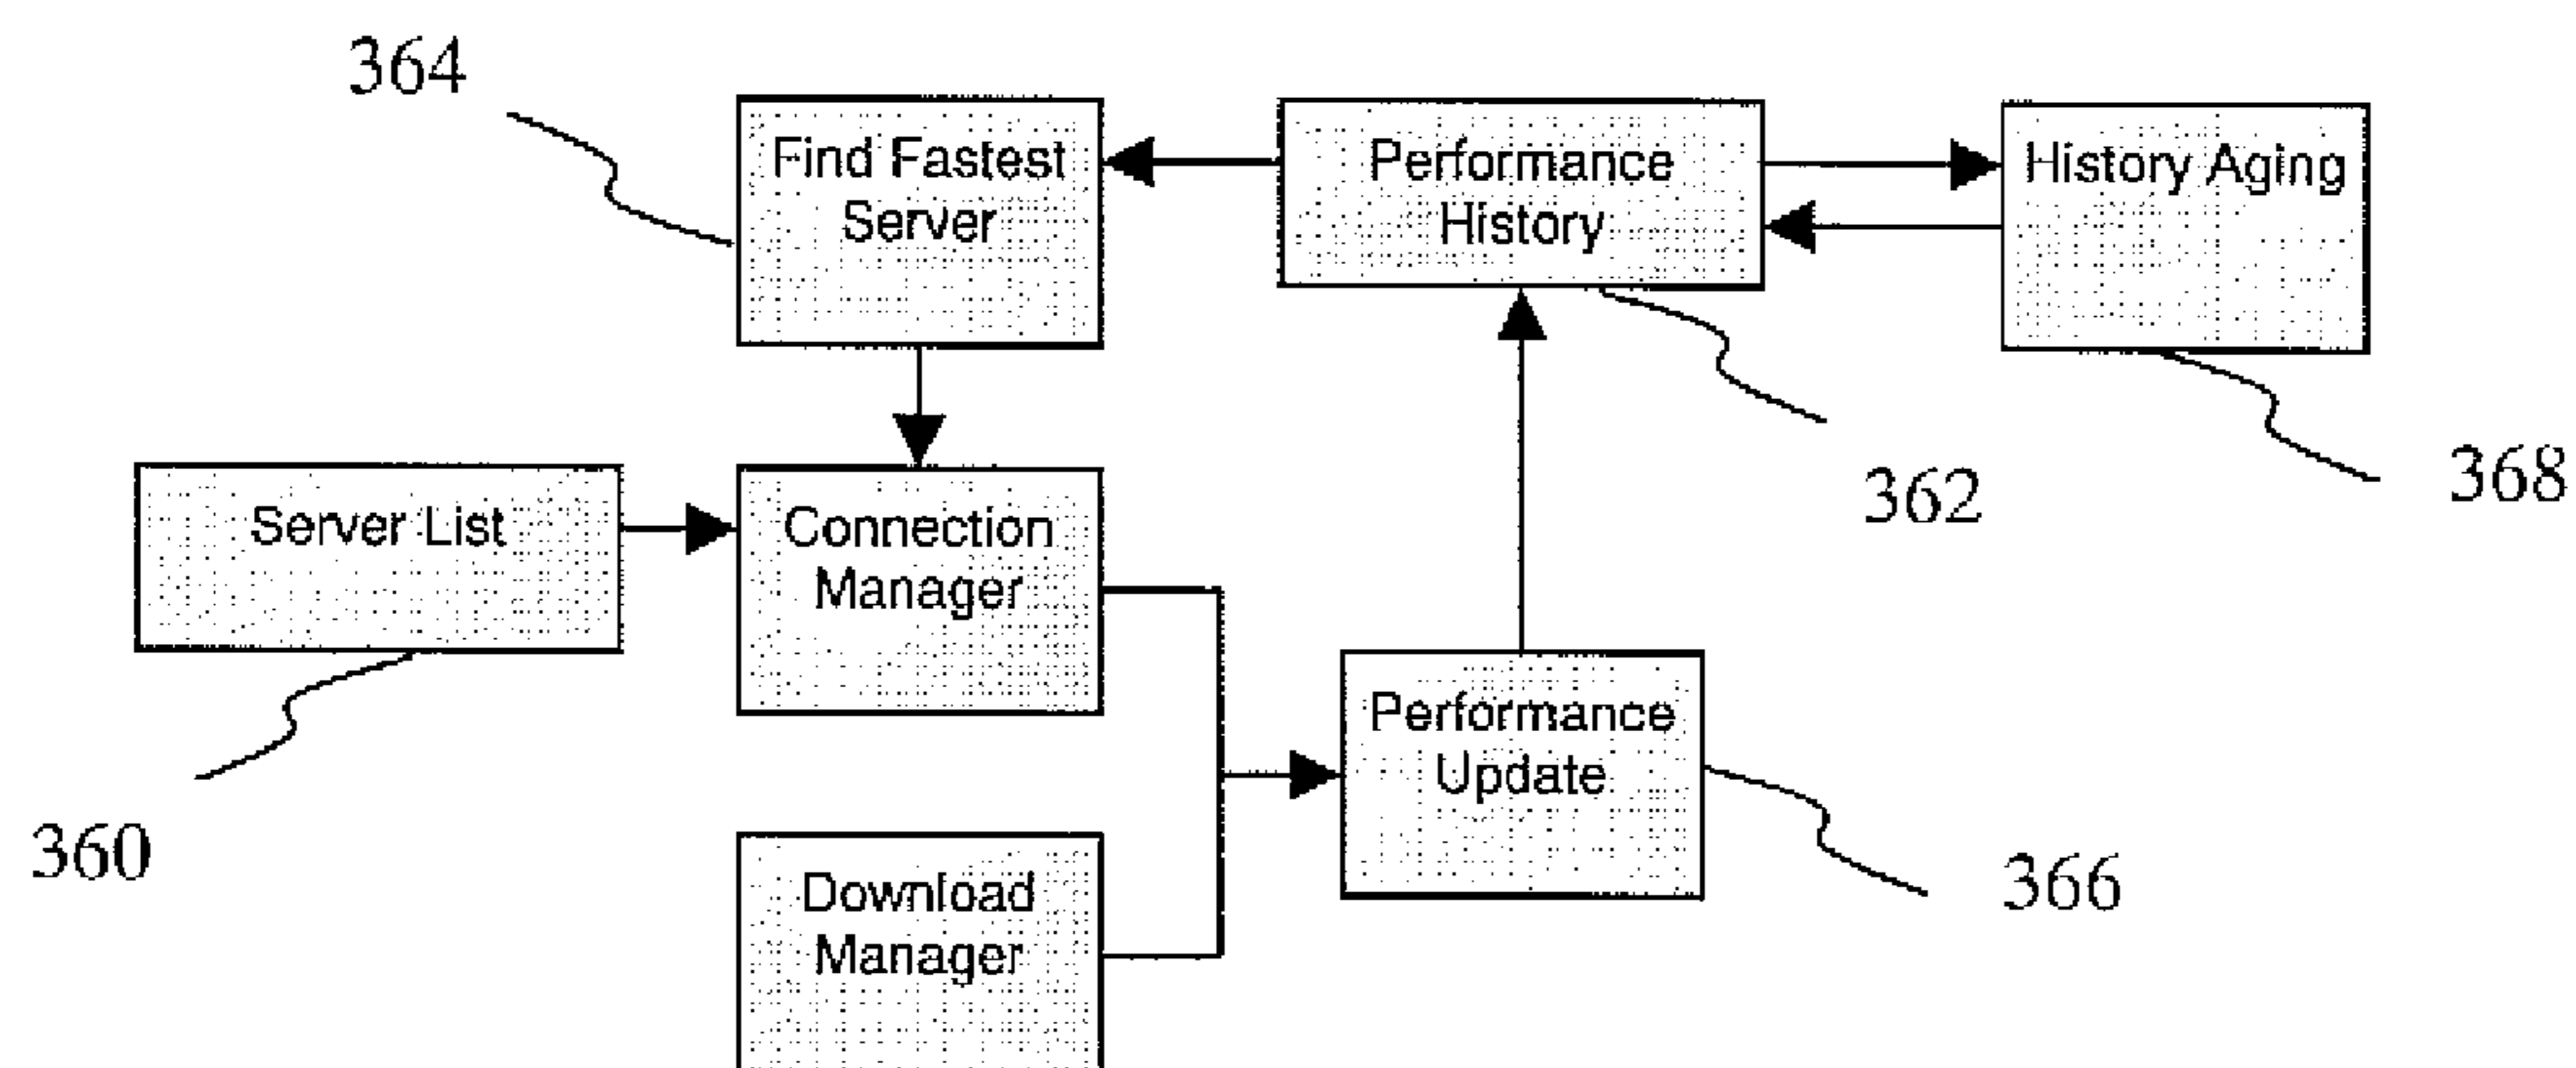 364
Find Fastest
Server
Performance
History
History Aging
362
368
Server List
Connection
Manager
360
Performance
Update
366
Download
Manager